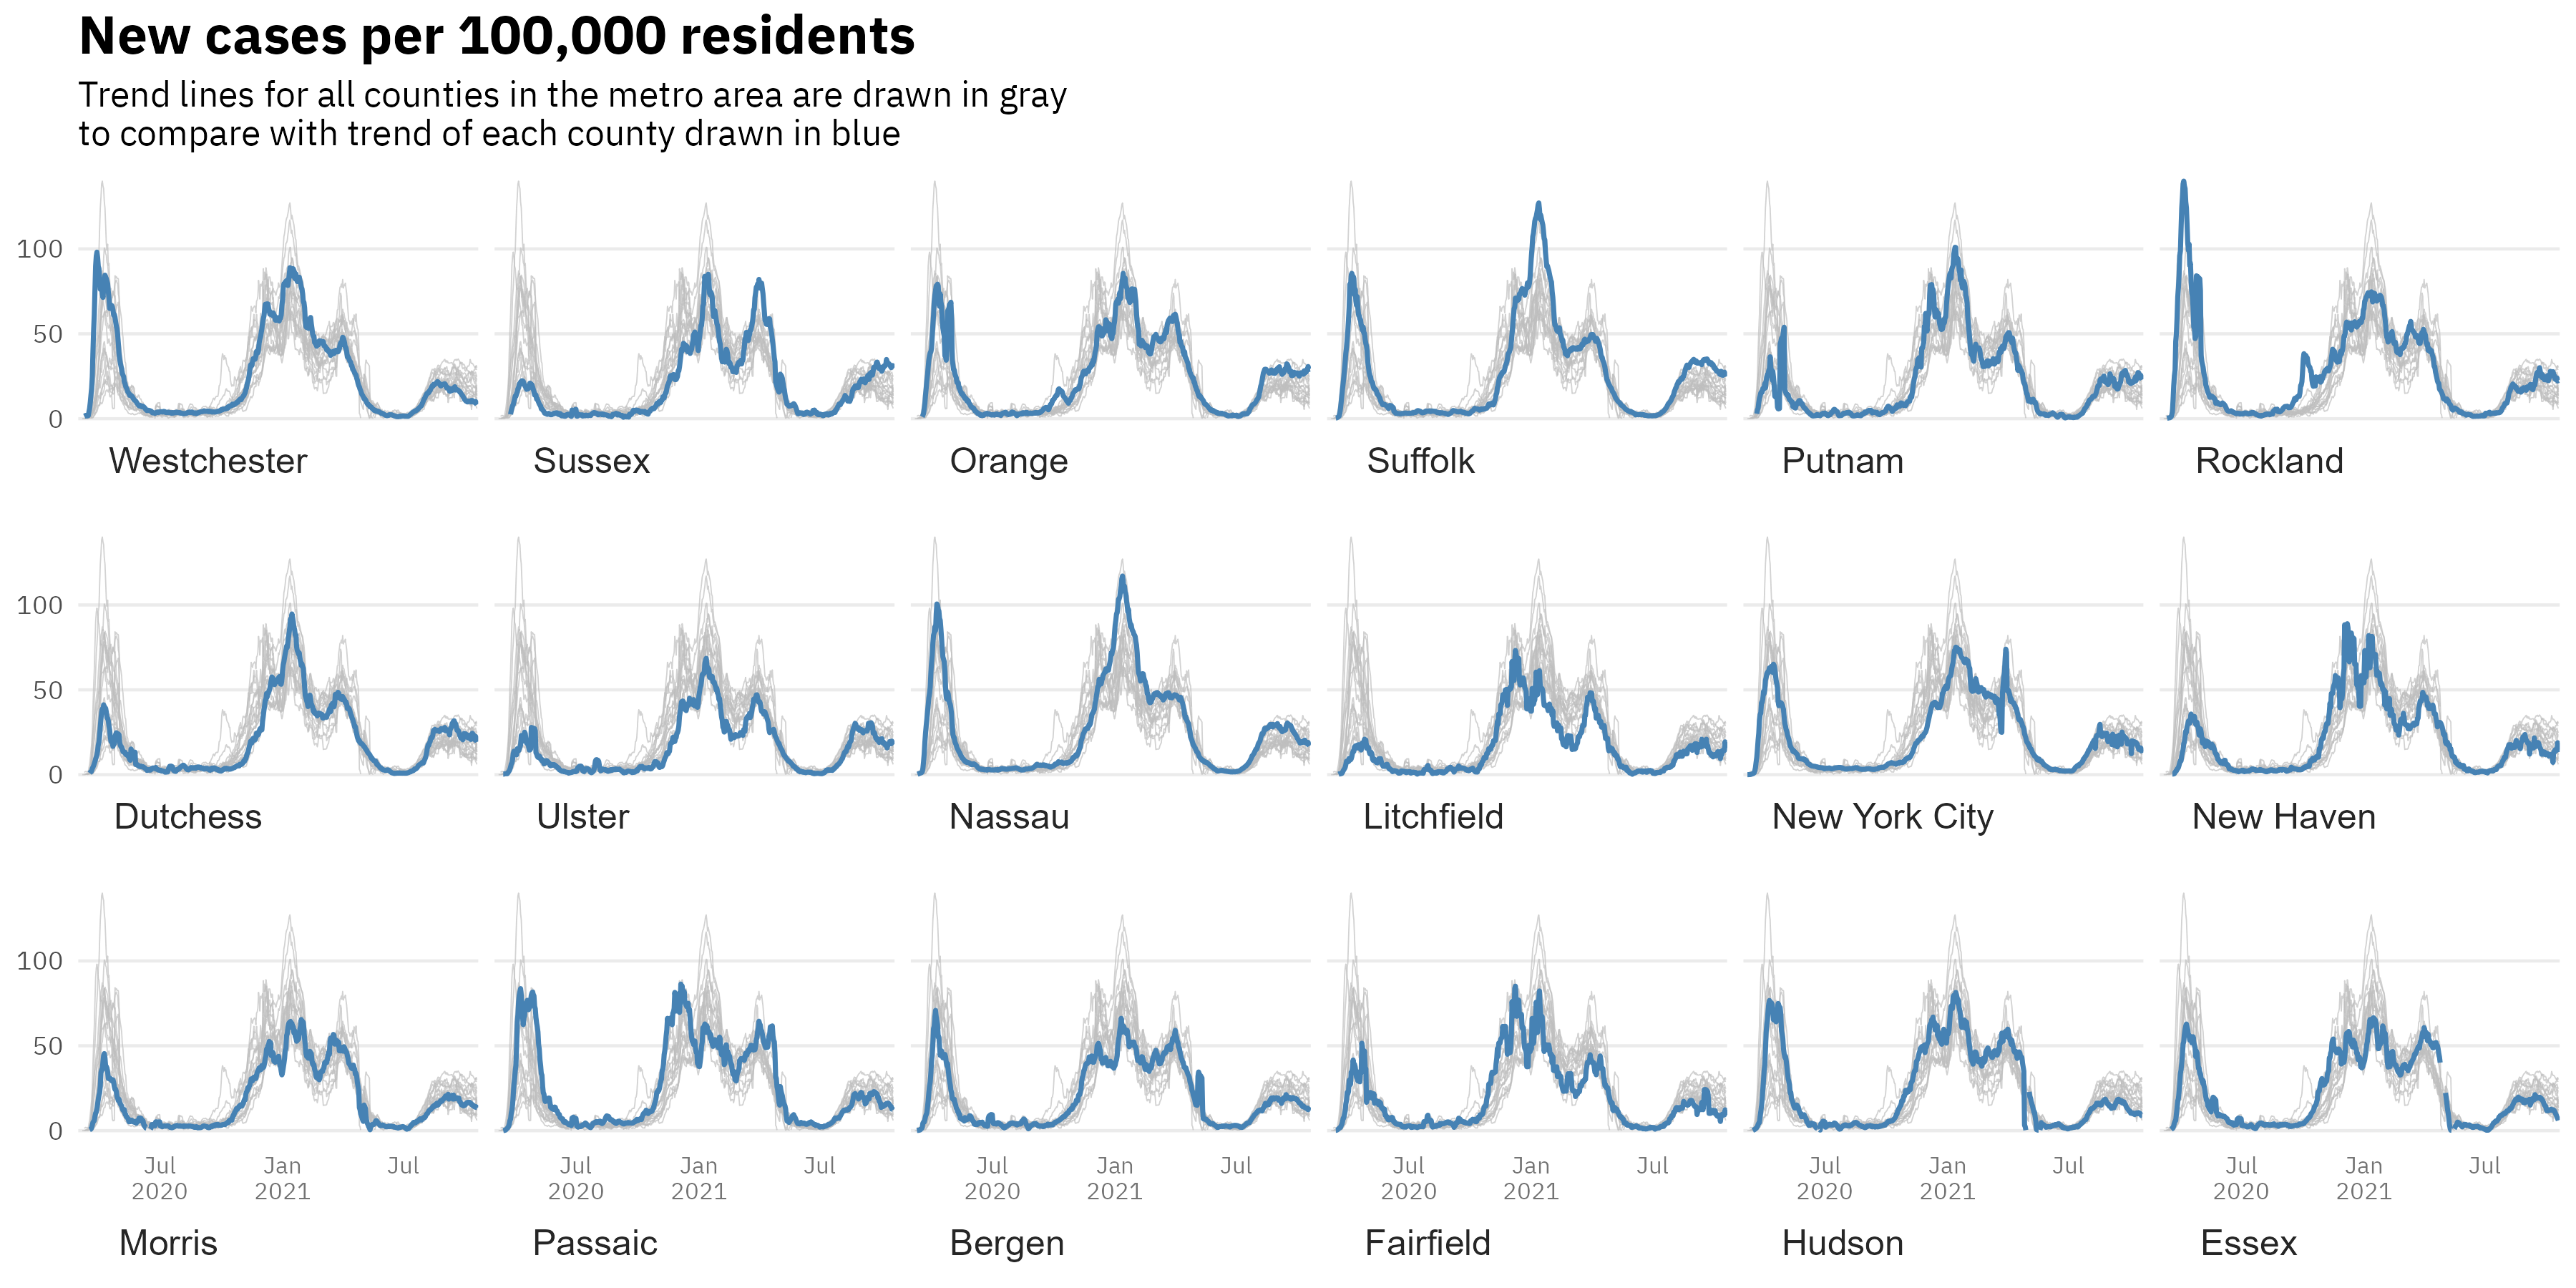 New cases per 100,000 residents
Trend lines for all counties in the metro area are drawn in gray
to compare with trend of each county drawn in blue
100
50
0
Westchester Sussex Orange Suffolk Putnam Rockland
100
50
0
Dutchess Ulster Nassau Litchfield New York City New Haven
100
50
0
Jul Jan Jul Jul Jan Jul Jul Jan Jul Jul Jan Jul Jul Jan Jul Jul Jan Jul
2020 2021 2020 2021 2020 2021 2020 2021 2020 2021 2020 2021
Morris Passaic Bergen Fairfield Hudson Essex